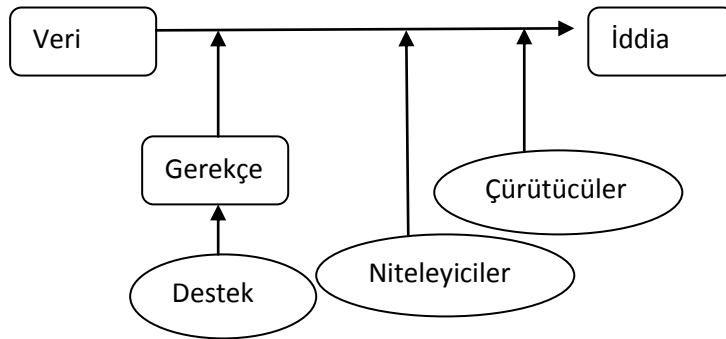 Veri
İddia
Gerekçe
Çürütücüler
Destek
Niteleyiciler